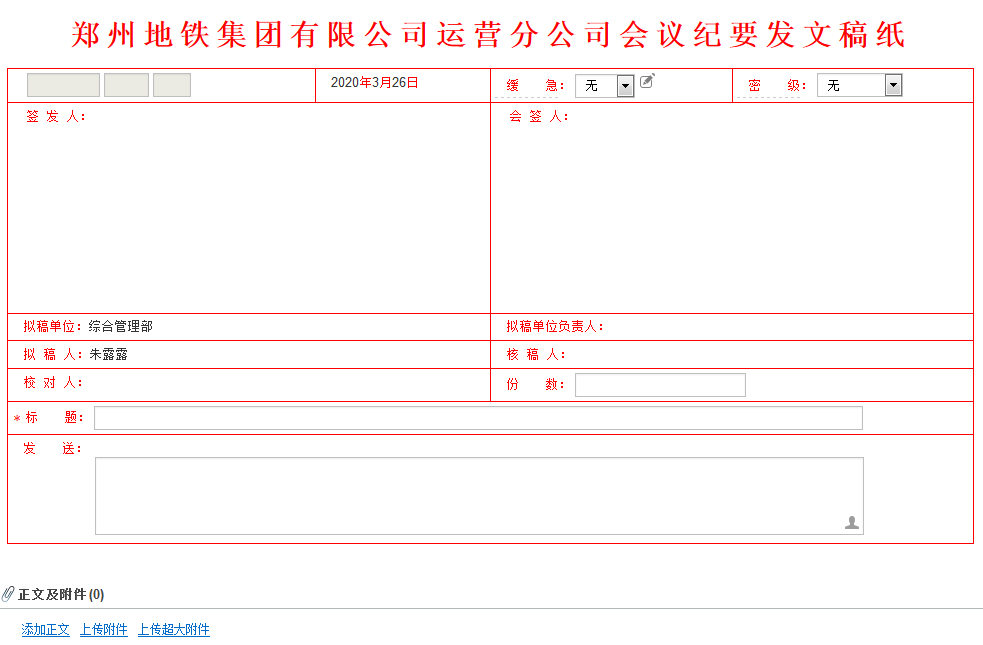 郑州地铁集团有限公司运营分公司会议纪要发文稿纸
2020年3月26日 缓 急： 无 密 级： 无
签 发 人： 会 签 人：
拟稿单位：综合管理部 拟稿单位负责人：
拟 稿 人：朱露露 核 稿 人：
校 对 人： 份 数：
* 标 题：
发 送：
正文及附件(0)
添加正文 上传附件 上传超大附件